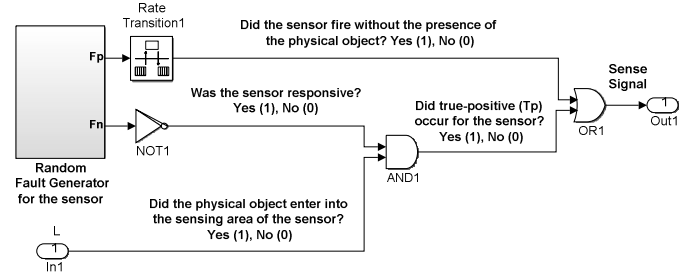 Rate
Transition1
Did the sensor fire without the presence of
the physical object? Yes (1), No (0)
Fp
Was the sensor responsive?
Yes (1), No (0)
Sense
Signal
1
Out1
Did true-positive (Tp)
occur for the sensor?
Yes (1), No (0)
OR1
Fn
NOT1
AND1
Random
Fault Generator
for the sensor
Did the physical object enter into
the sensing area of the sensor?
Yes (1), No (0)
L
1
In1